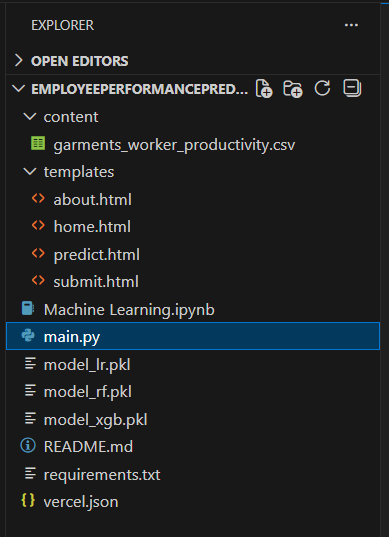 EXPLORER
OPEN EDITORS
EMPLOYEEPERFORMANCEPRED...
content
garments_worker_productivity.csv
templates
about.html
home.html
predict.html
submit.html
Machine Learning.ipynb
main.py
model_lr.pkl
model_rf.pkl
model_xgb.pkl
README.md
requirements.txt
vercel.json